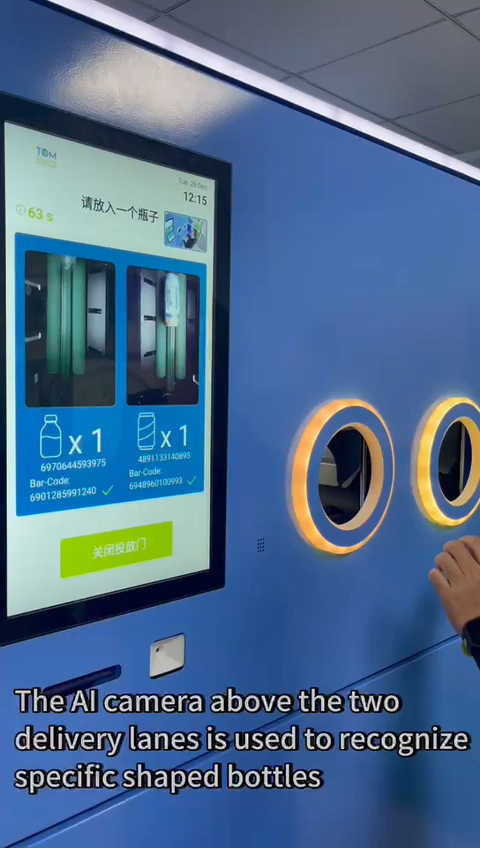 TOM
Tue, 26 Dec
12:15
63 s
请放入一个瓶子
x 1
6970644593975
Bar-Code:
6901285991240
x 1
4891133140895
Bar-Code:
6948960100993
关闭投放门
The AI camera above the two
delivery lanes is used to recognize
specific shaped bottles